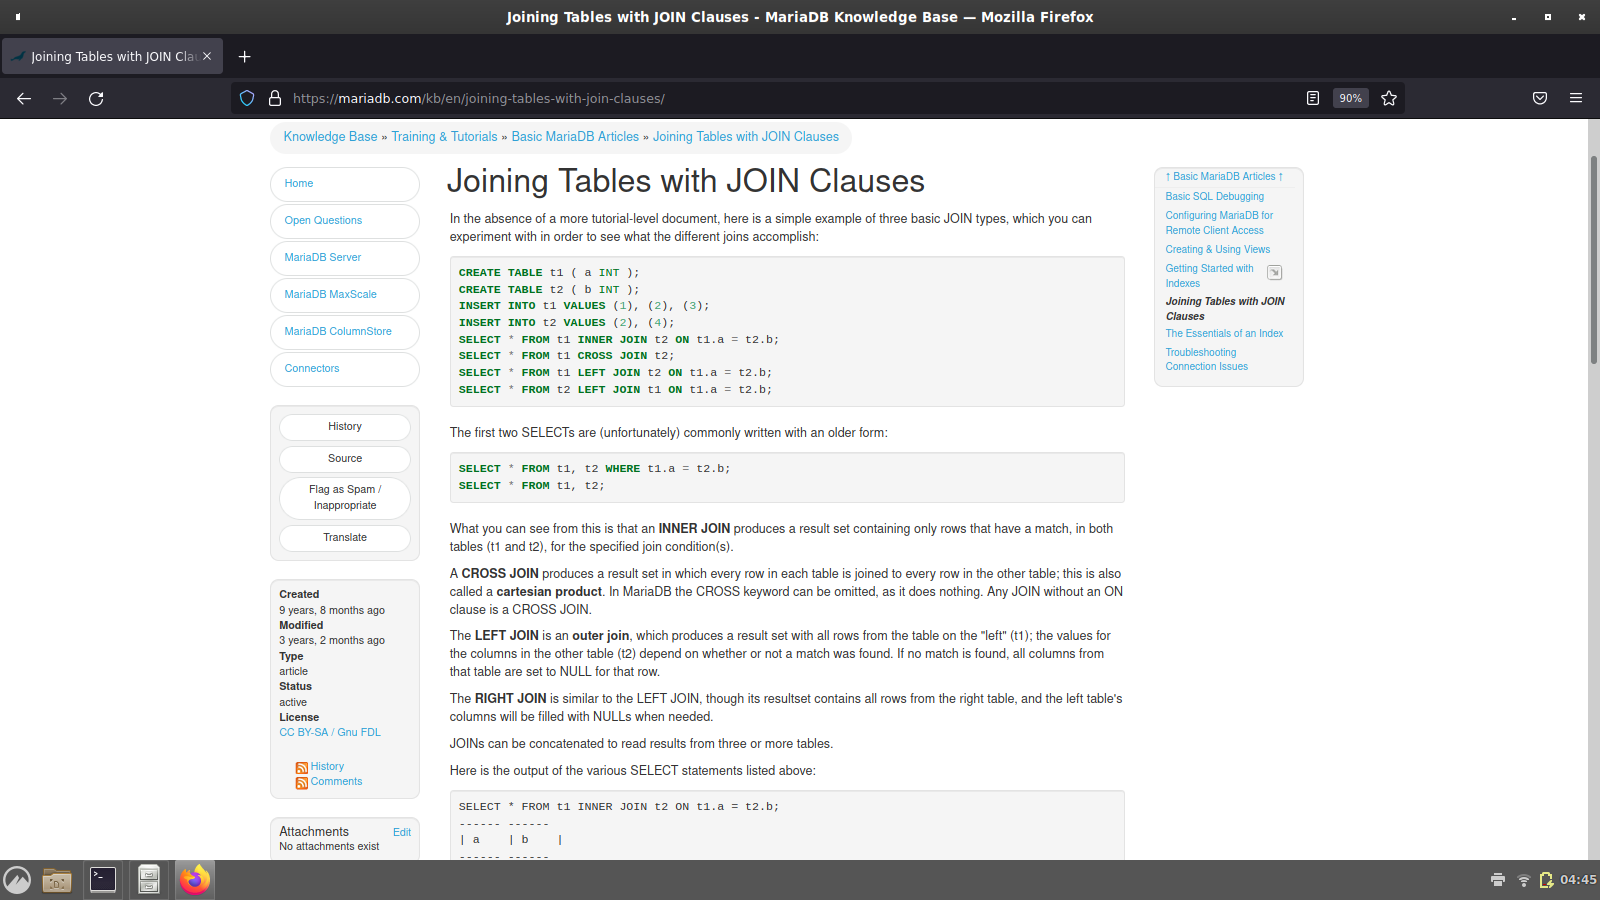 Joining Tables with JOIN Clauses - MariaDB Knowledge Base — Mozilla Firefox
Joining Tables with JOIN Clau
https://mariadb.com/kb/en/joining-tables-with-join-clauses/
90%
Knowledge Base » Training & Tutorials » Basic MariaDB Articles » Joining Tables with JOIN Clauses
Home
Open Questions
MariaDB Server
MariaDB MaxScale
MariaDB ColumnStore
Connectors
History
Source
Flag as Spam /
Inappropriate
Translate
Created
9 years, 8 months ago
Modified
3 years, 2 months ago
Type
article
Status
active
License
CC BY-SA / Gnu FDL
History
Comments
Attachments
Edit
No attachments exist
Joining Tables with JOIN Clauses
In the absence of a more tutorial-level document, here is a simple example of three basic JOIN types, which you can
experiment with in order to see what the different joins accomplish:
CREATE TABLE t1 ( a INT );
CREATE TABLE t2 ( b INT );
INSERT INTO t1 VALUES (1), (2), (3);
INSERT INTO t2 VALUES (2), (4);
SELECT * FROM t1 INNER JOIN t2 ON t1.a = t2.b;
SELECT * FROM t1 CROSS JOIN t2;
SELECT * FROM t1 LEFT JOIN t2 ON t1.a = t2.b;
SELECT * FROM t2 LEFT JOIN t1 ON t1.a = t2.b;
The first two SELECTs are (unfortunately) commonly written with an older form:
SELECT * FROM t1, t2 WHERE t1.a = t2.b;
SELECT * FROM t1, t2;
What you can see from this is that an INNER JOIN produces a result set containing only rows that have a match, in both
tables (t1 and t2), for the specified join condition(s).
A CROSS JOIN produces a result set in which every row in each table is joined to every row in the other table; this is also
called a cartesian product. In MariaDB the CROSS keyword can be omitted, as it does nothing. Any JOIN without an ON
clause is a CROSS JOIN.
The LEFT JOIN is an outer join, which produces a result set with all rows from the table on the "left" (t1); the values for
the columns in the other table (t2) depend on whether or not a match was found. If no match is found, all columns from
that table are set to NULL for that row.
The RIGHT JOIN is similar to the LEFT JOIN, though its resultset contains all rows from the right table, and the left table's
columns will be filled with NULLs when needed.
JOINs can be concatenated to read results from three or more tables.
Here is the output of the various SELECT statements listed above:
SELECT * FROM t1 INNER JOIN t2 ON t1.a = t2.b;
------ ------
| a    | b    |
------ ------
↑ Basic MariaDB Articles ↑
Basic SQL Debugging
Configuring MariaDB for
Remote Client Access
Creating & Using Views
Getting Started with
Indexes
Joining Tables with JOIN
Clauses
The Essentials of an Index
Troubleshooting
Connection Issues
04:45